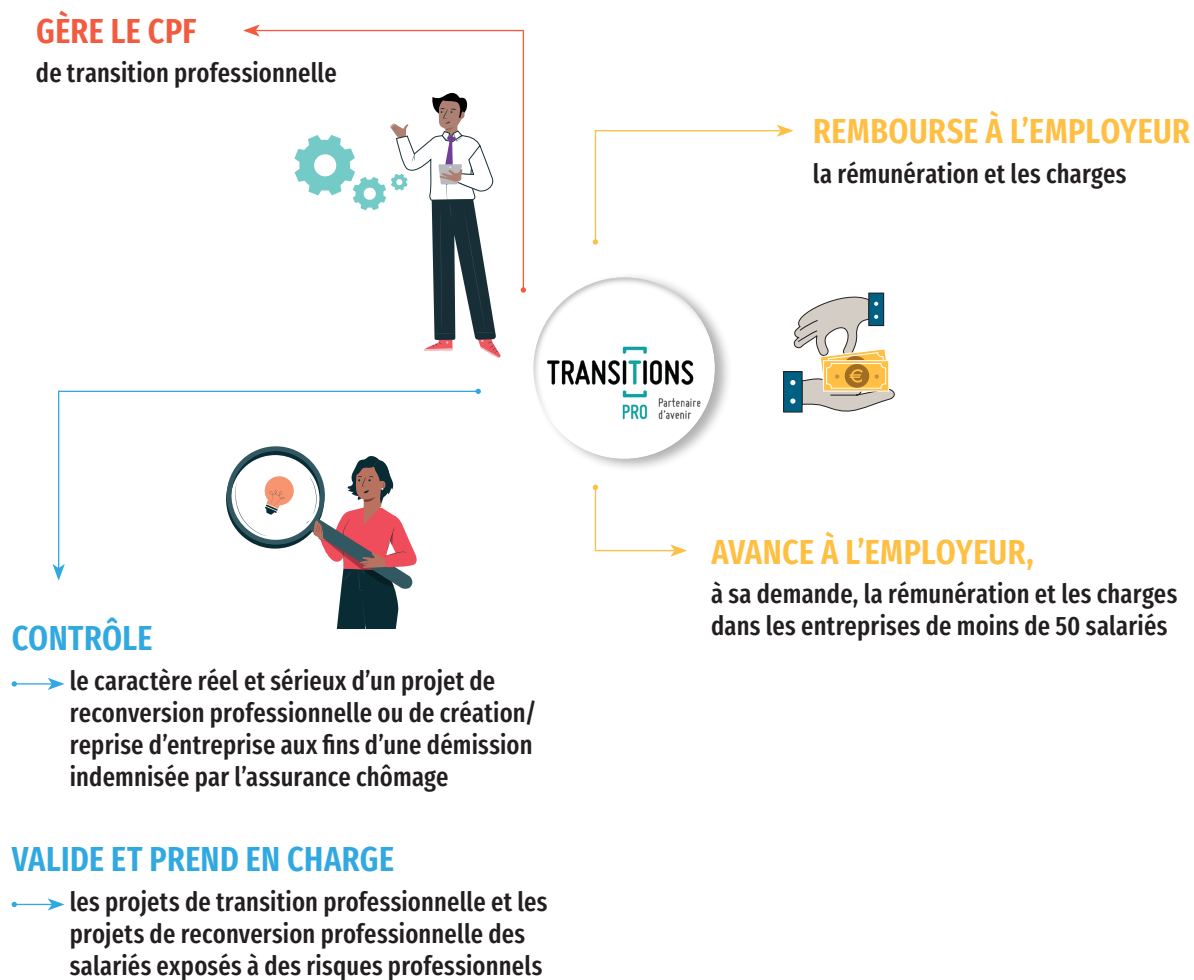 GÈRE LE CPF
de transition professionnelle
REMBOURSE À L’EMPLOYEUR
la rémunération et les charges
TRANSITIONS
PRO
Partenaire
d'avenir
AVANCE À L’EMPLOYEUR,
à sa demande, la rémunération et les charges
dans les entreprises de moins de 50 salariés
CONTRÔLE
le caractère réel et sérieux d’un projet de
reconversion professionnelle ou de création/
reprise d’entreprise aux fins d’une démission
indemnisée par l’assurance chômage
VALIDE ET PREND EN CHARGE
les projets de transition professionnelle et les
projets de reconversion professionnelle des
salariés exposés à des risques professionnels